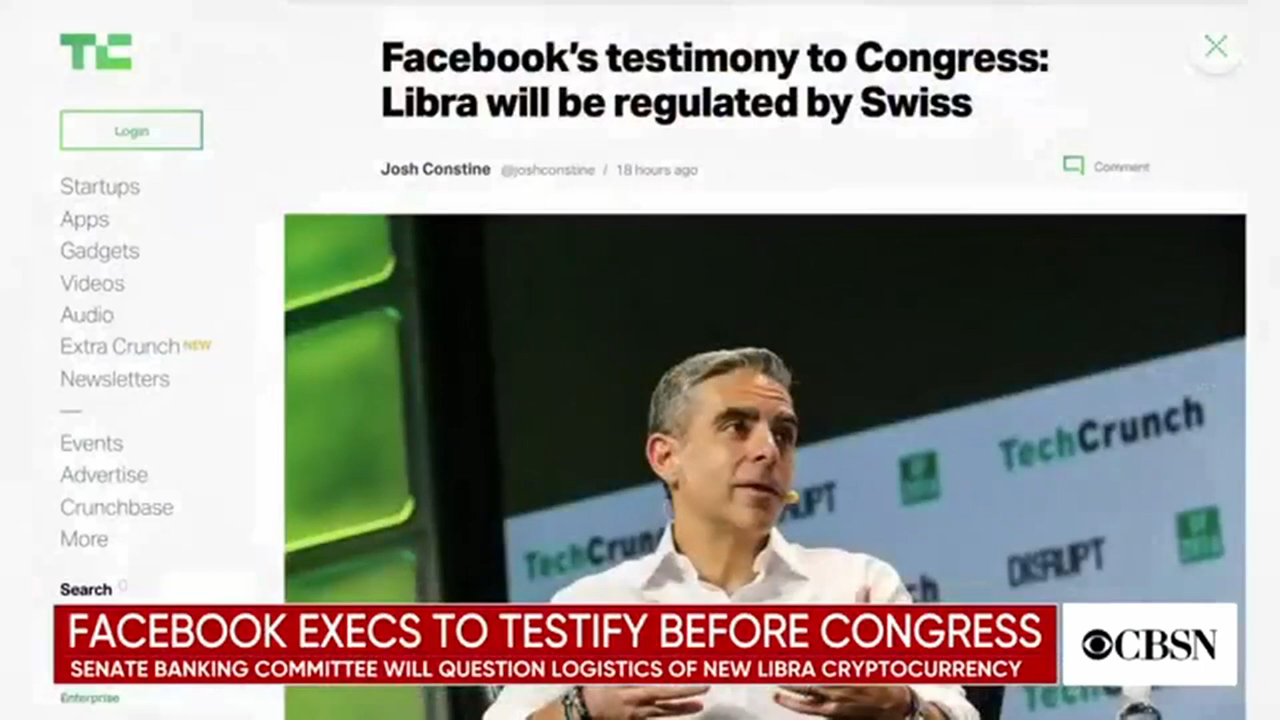 TC
Login
Startups
Apps
Gadgets
Videos
Audio
Extra Crunch NEW
Newsletters
Events
Advertise
Crunchbase
More
Search
Enterprise
Facebook's testimony to Congress:
Libra will be regulated by Swiss
Josh Constine @joshconstine / 18 hours ago
Comment
TechCrunch
DISRUPT
TechCrunch
FACEBOOK EXECS TO TESTIFY BEFORE CONGRESS
SENATE BANKING COMMITTEE WILL QUESTION LOGISTICS OF NEW LIBRA CRYPTOCURRENCY
CBSN